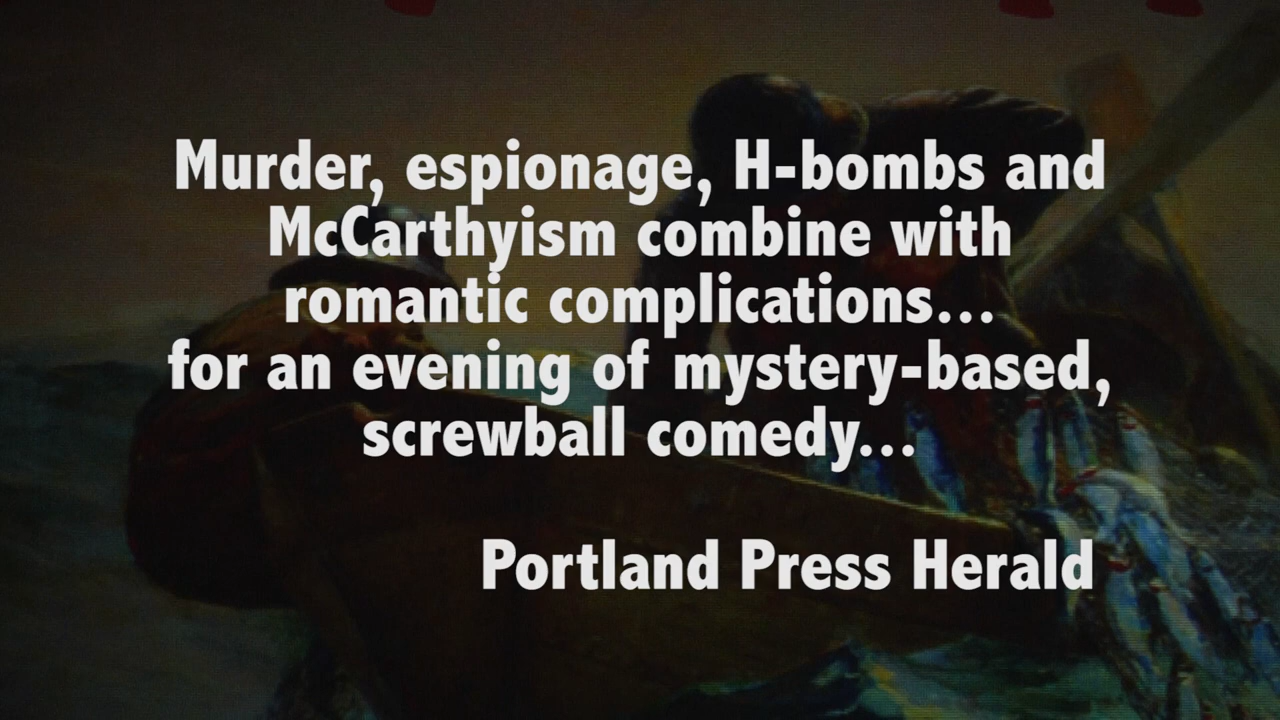 Murder, espionage, H-bombs and
McCarthyism combine with
romantic complications...
for an evening of mystery-based,
screwball comedy...
Portland Press Herald